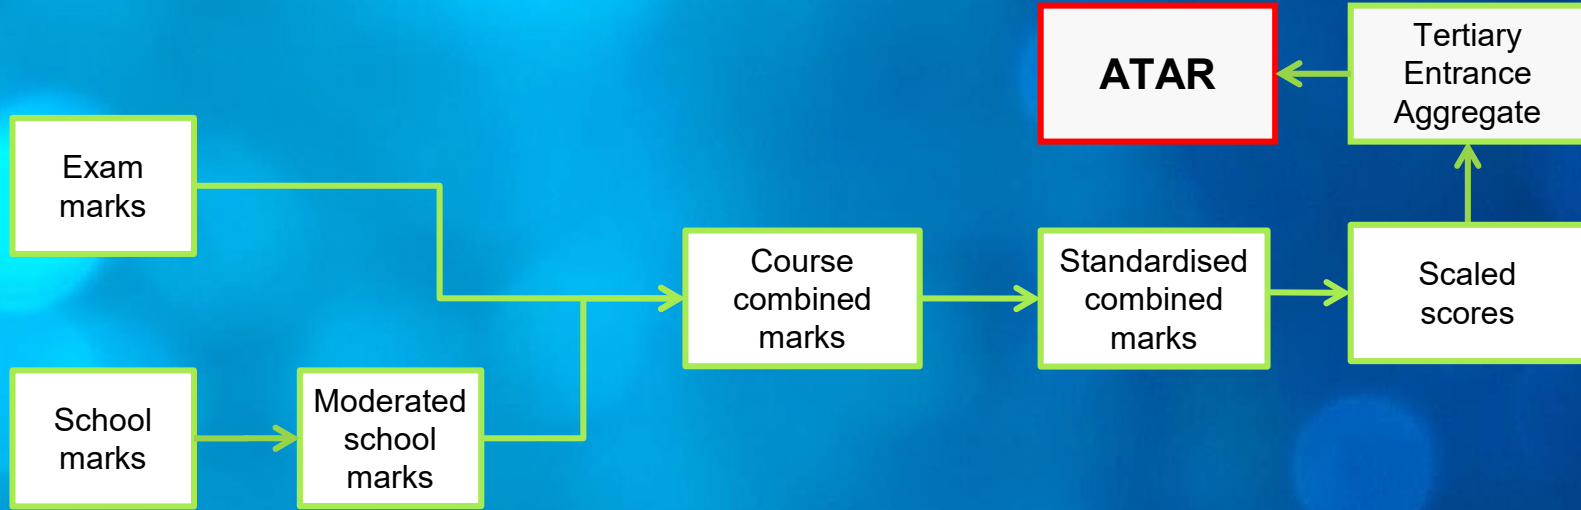 Exam
marks
School
marks
Moderated
school
marks
Course
combined
marks
Standardised
combined
marks
Scaled
scores
Tertiary
Entrance
Aggregate
ATAR